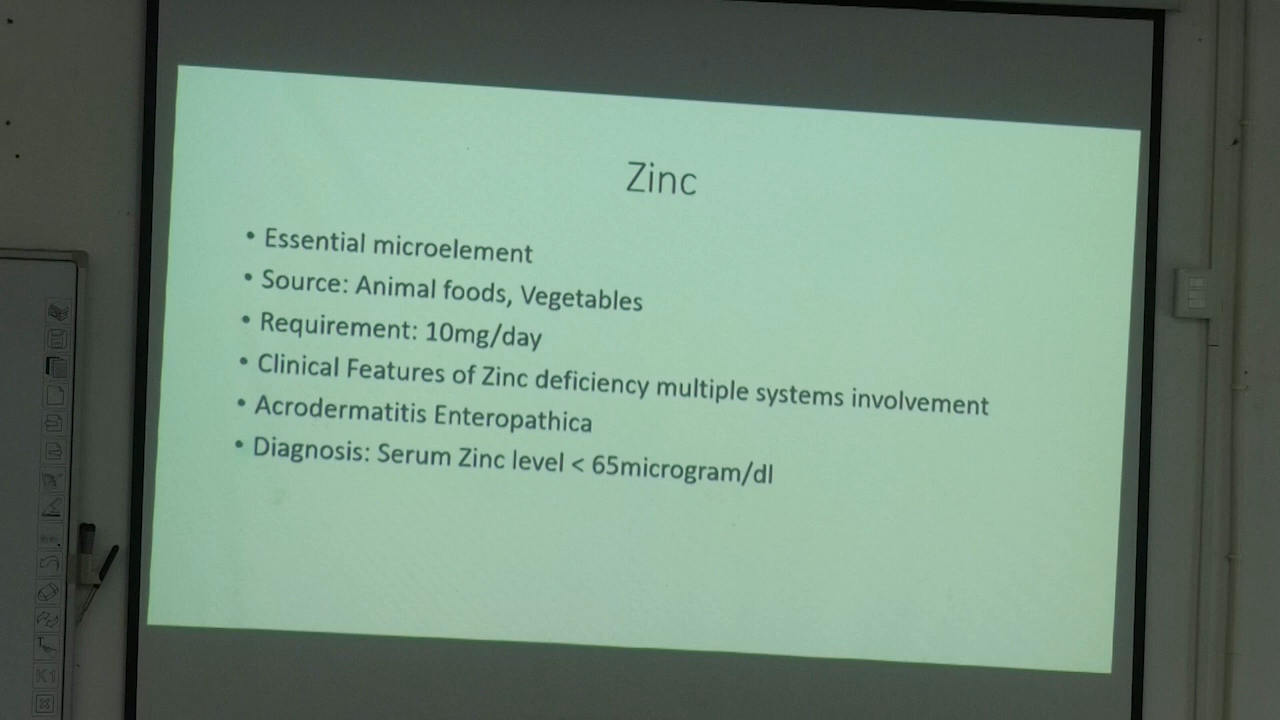 Zinc
• Essential microelement
• Source: Animal foods, Vegetables
• Requirement: 10mg/day
• Clinical Features of Zinc deficiency multiple systems involvement
• Acrodermatitis Enteropathica
• Diagnosis: Serum Zinc level < 65microgram/dl